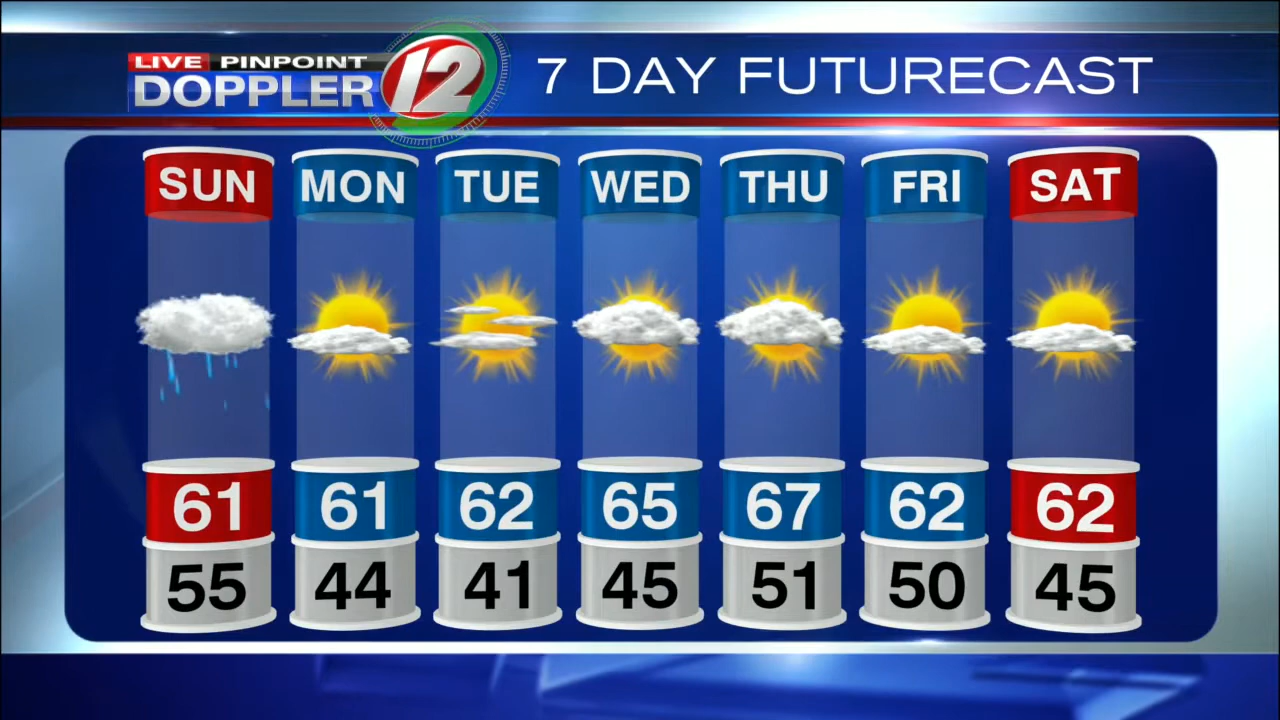 LIVE PINPOINT
DOPPLER 12
7 DAY FUTURECAST
SUN MON TUE WED THU FRI SAT
61 61 62 65 67 62 62
55 44 41 45 51 50 45